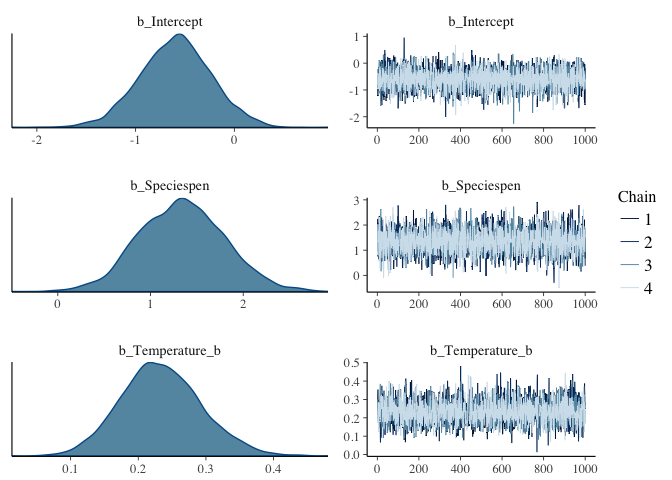 b_Intercept
-2 -1 0
b_Intercept
1
0
-1
-2
0 200 400 600 800 1000
b_Speciespen
0 1 2
b_Speciespen
3
2
1
0
0 200 400 600 800 1000
b_Temperature_b
0.1 0.2 0.3 0.4
b_Temperature_b
0.5
0.4
0.3
0.2
0.1
0.0
0 200 400 600 800 1000
Chain
1
2
3
4